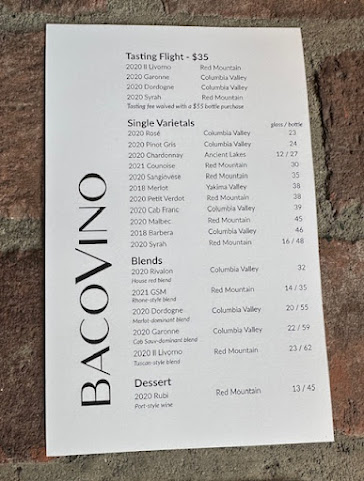 BACOVINO
Tasting Flight - $35
2020 Il Livorno Red Mountain
2020 Garonne Columbia Valley
2020 Dordogne Columbia Valley
2020 Syrah Red Mountain
Tasting fee waived with a $55 bottle purchase
Single Varietals glass / bottle
2020 Rosé Columbia Valley 23
2020 Pinot Gris Columbia Valley 24
2020 Chardonnay Ancient Lakes 12 / 27
2021 Counoise Red Mountain 30
2020 Sangiovese Red Mountain 35
2018 Merlot Yakima Valley 38
2020 Petit Verdot Red Mountain 38
2020 Cab Franc Columbia Valley 39
2020 Malbec Red Mountain 45
2018 Barbera Columbia Valley 46
2020 Syrah Red Mountain 16 / 48
Blends
2020 Rivalon Columbia Valley 32
House red blend
2021 GSM Red Mountain 14 / 35
Rhone-style blend
2020 Dordogne Columbia Valley 20 / 55
Merlot-dominant blend
2020 Garonne Columbia Valley 22 / 59
Cab Sauv-dominant blend
2020 Il Livorno Red Mountain 23 / 62
Tuscan-style blend
Dessert
2020 Rubi Red Mountain 13 / 45
Port-style wine